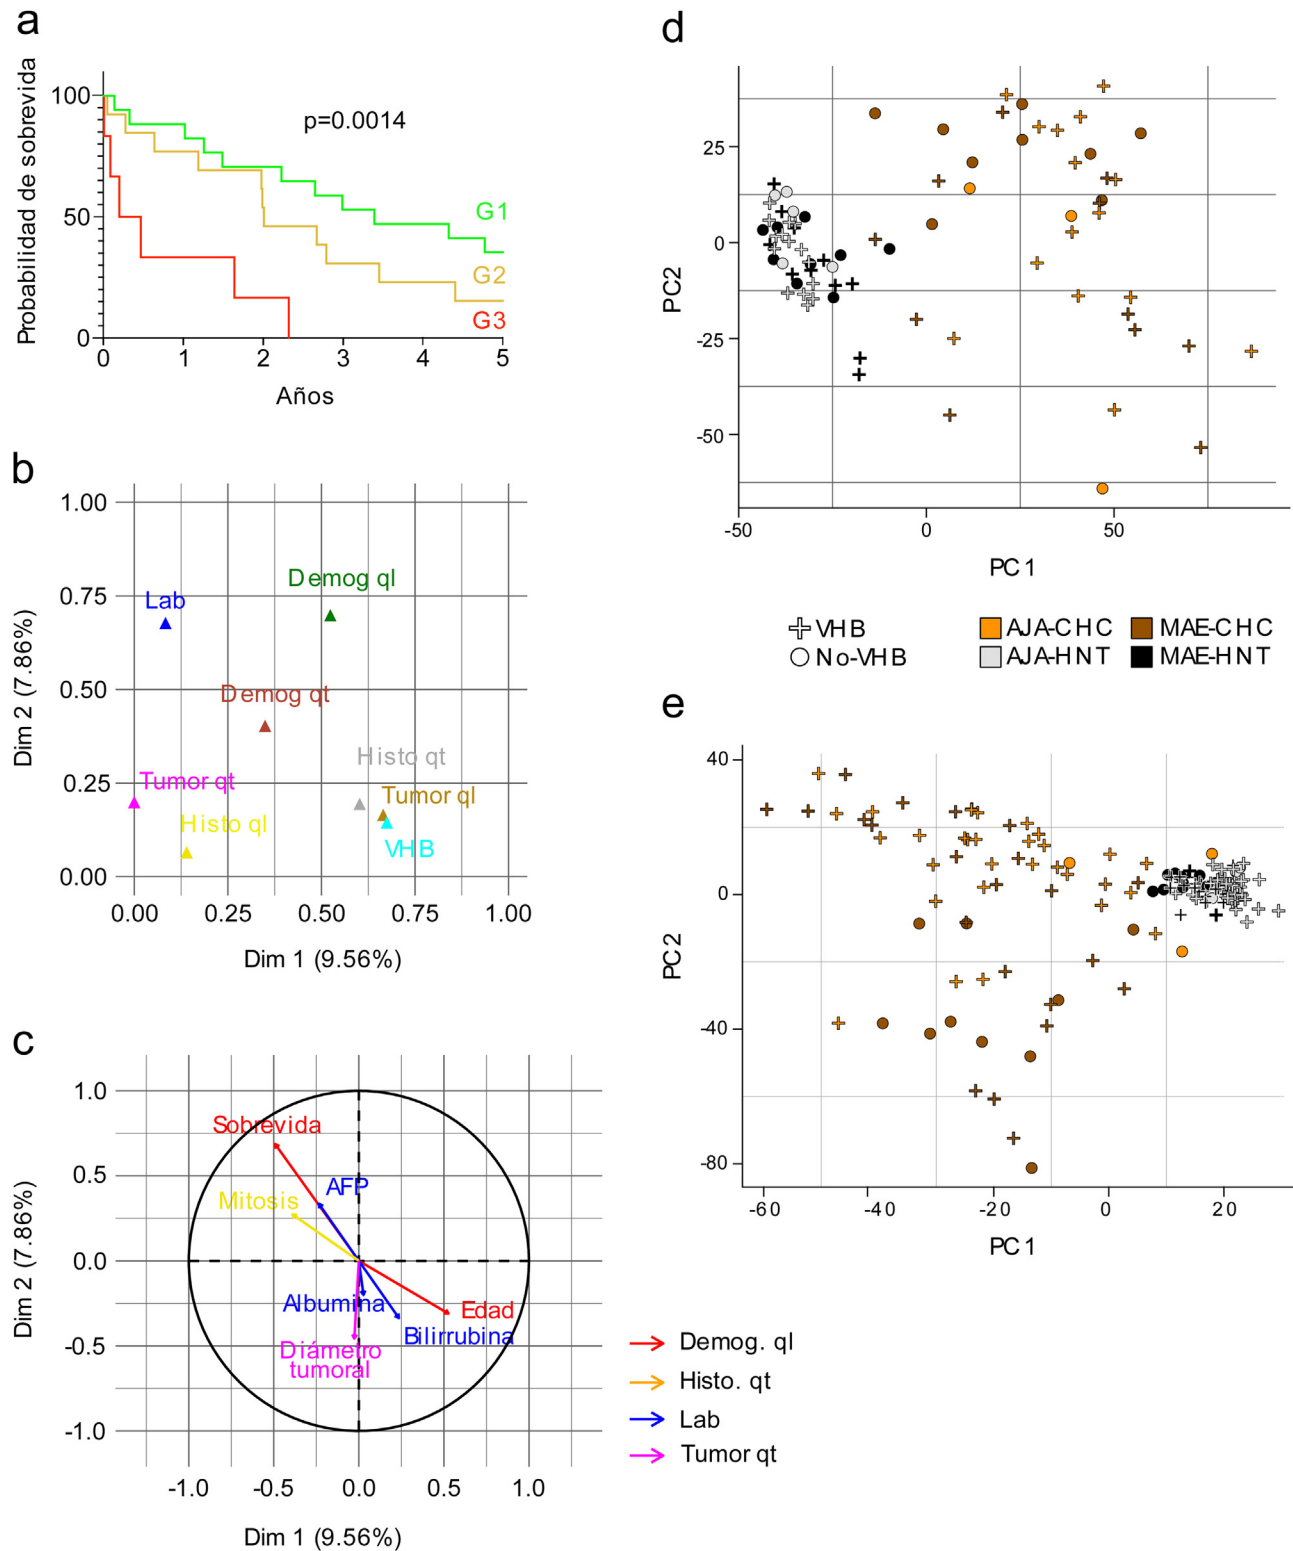 a
Probabilidad de sobrevida
100
50
0
p=0.0014
G1
G2
G3
0 1 2 3 4 5
Años
b
Dim 2 (7.86%)
1.00
0.75
0.50
0.25
0.00
Demog ql
Lab
Demog qt
Histo qt
Tumor qt
Tumor ql
Histo ql
VHB
0.00 0.25 0.50 0.75 1.00
Dim 1 (9.56%)
c
Dim 2 (7.86%)
1.0
0.5
0.0
-0.5
-1.0
Sobrevida
AFP
Mitosis
Albumina
Edad
Bilirrubina
Diámetro
tumoral
-1.0 -0.5 0.0 0.5 1.0
Dim 1 (9.56%)
Demog. ql
Histo. qt
Lab
Tumor qt
d
PC2
25
0
-25
-50
-50 0 50
PC1
VHB AJA-CHC MAE-CHC
No-VHB AJA-HNT MAE-HNT
e
PC2
40
0
-40
-80
-60 -40 -20 0 20
PC1